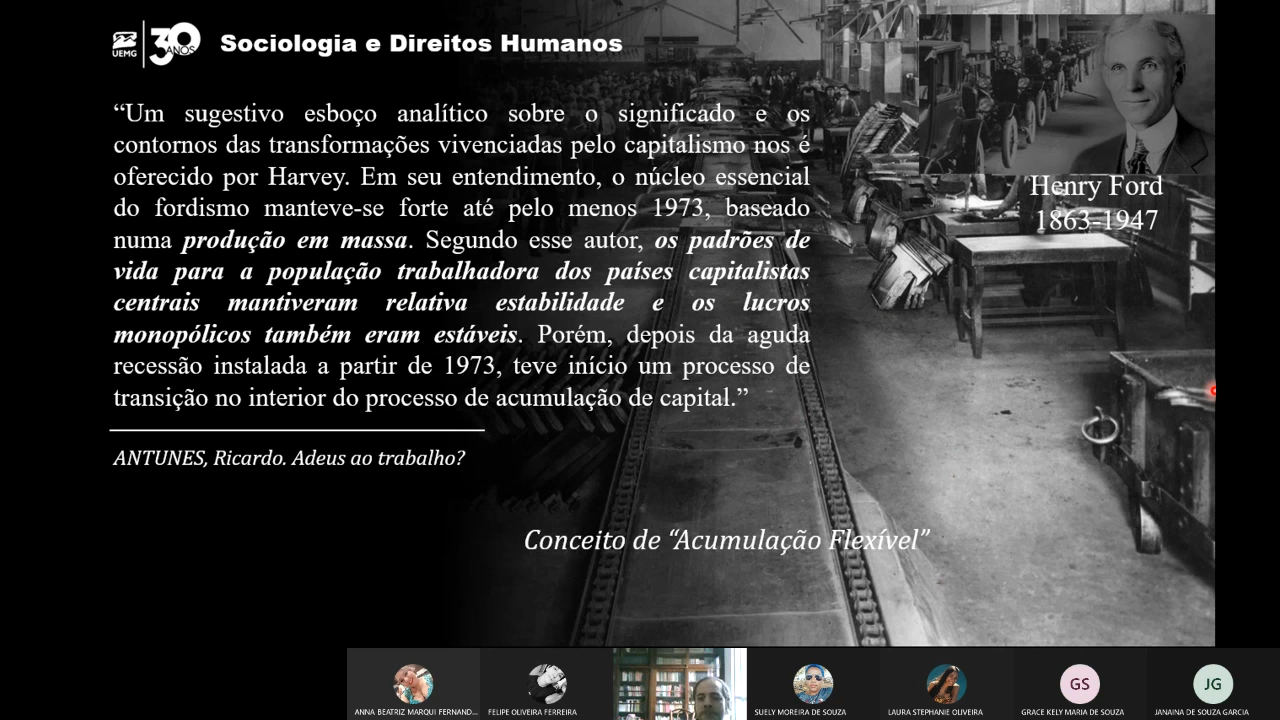 UEMG
30
ANOS
Sociologia e Direitos Humanos
“Um sugestivo esboço analítico sobre o significado e os
contornos das transformações vivenciadas pelo capitalismo nos é
oferecido por Harvey. Em seu entendimento, o núcleo essencial
do fordismo manteve-se forte até pelo menos 1973, baseado
numa produção em massa. Segundo esse autor, os padrões de
vida para a população trabalhadora dos países capitalistas
centrais mantiveram relativa estabilidade e os lucros
monopólicos também eram estáveis. Porém, depois da aguda
recessão instalada a partir de 1973, teve início um processo de
transição no interior do processo de acumulação de capital.”
Henry Ford
1863-1947
ANTUNES, Ricardo. Adeus ao trabalho?
Conceito de “Acumulação Flexível”
GS
JG
ANNA BEATRIZ MARQUI FERNAND...
FELIPE OLIVEIRA FERREIRA
SUELY MOREIRA DE SOUZA
LAURA STEPHANIE OLIVEIRA
GRACE KELY MARIA DE SOUZA
JANAINA DE SOUZA GARCIA